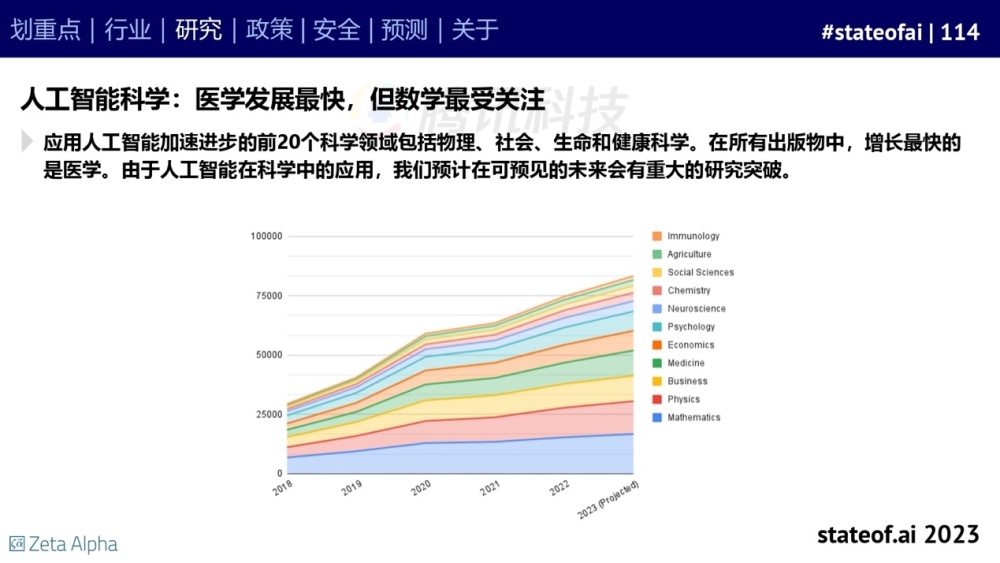 划重点 | 行业 | 研究 | 政策 | 安全 | 预测 | 关于
#stateofai | 114
人工智能科学：医学发展最快，但数学最受关注
腾讯科技
应用人工智能加速进步的前20个科学领域包括物理、社会、生命和健康科学。在所有出版物中，增长最快的
是医学。由于人工智能在科学中的应用，我们预计在可预见的未来会有重大的研究突破。
100000
75000
50000
25000
0
2018
2019
2020
2021
2022
2023 (Projected)
Immunology
Agriculture
Social Sciences
Chemistry
Neuroscience
Psychology
Economics
Medicine
Business
Physics
Mathematics
Zeta Alpha
stateof.ai 2023